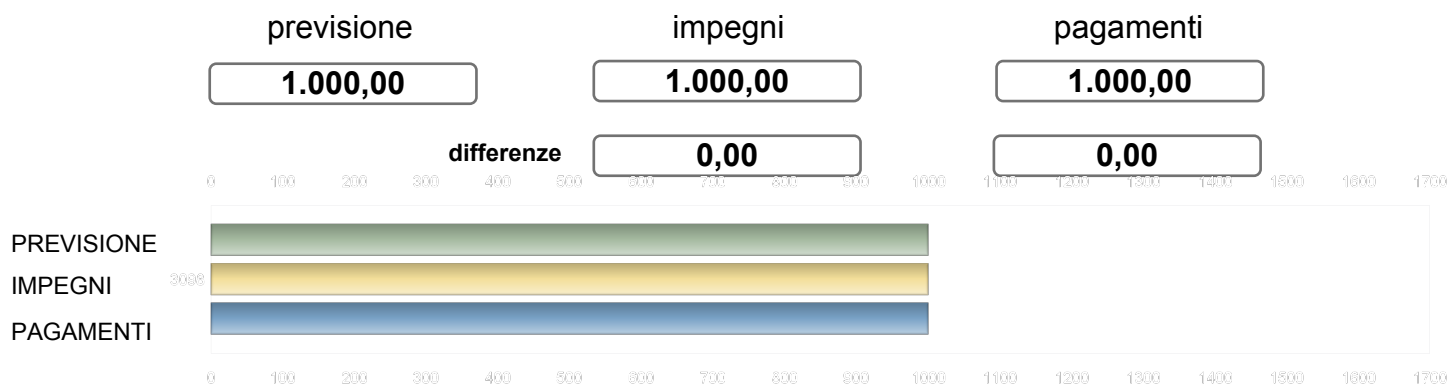 previsione impegni pagamenti
1.000,00 1.000,00 1.000,00
differenze 0,00 0,00
0 100 200 300 400 500 600 700 800 900 1000 1100 1200 1300 1400 1500 1600 1700
PREVISIONE
IMPEGNI 3098
PAGAMENTI
0 100 200 300 400 500 600 700 800 900 1000 1100 1200 1300 1400 1500 1600 1700